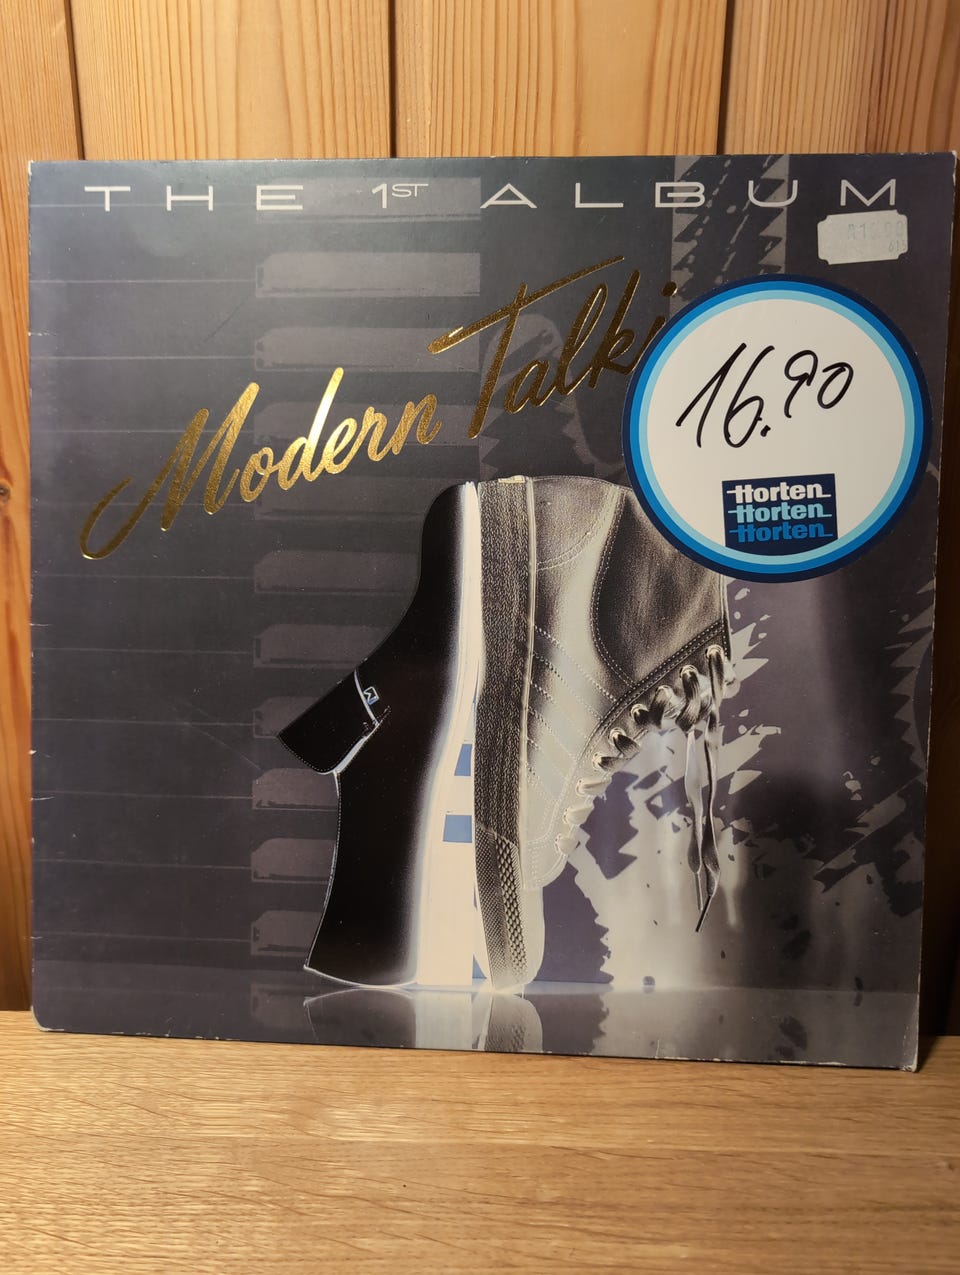 THE 1ST ALBUM
Modern Talki
16.90
Horten
Horten
Horten